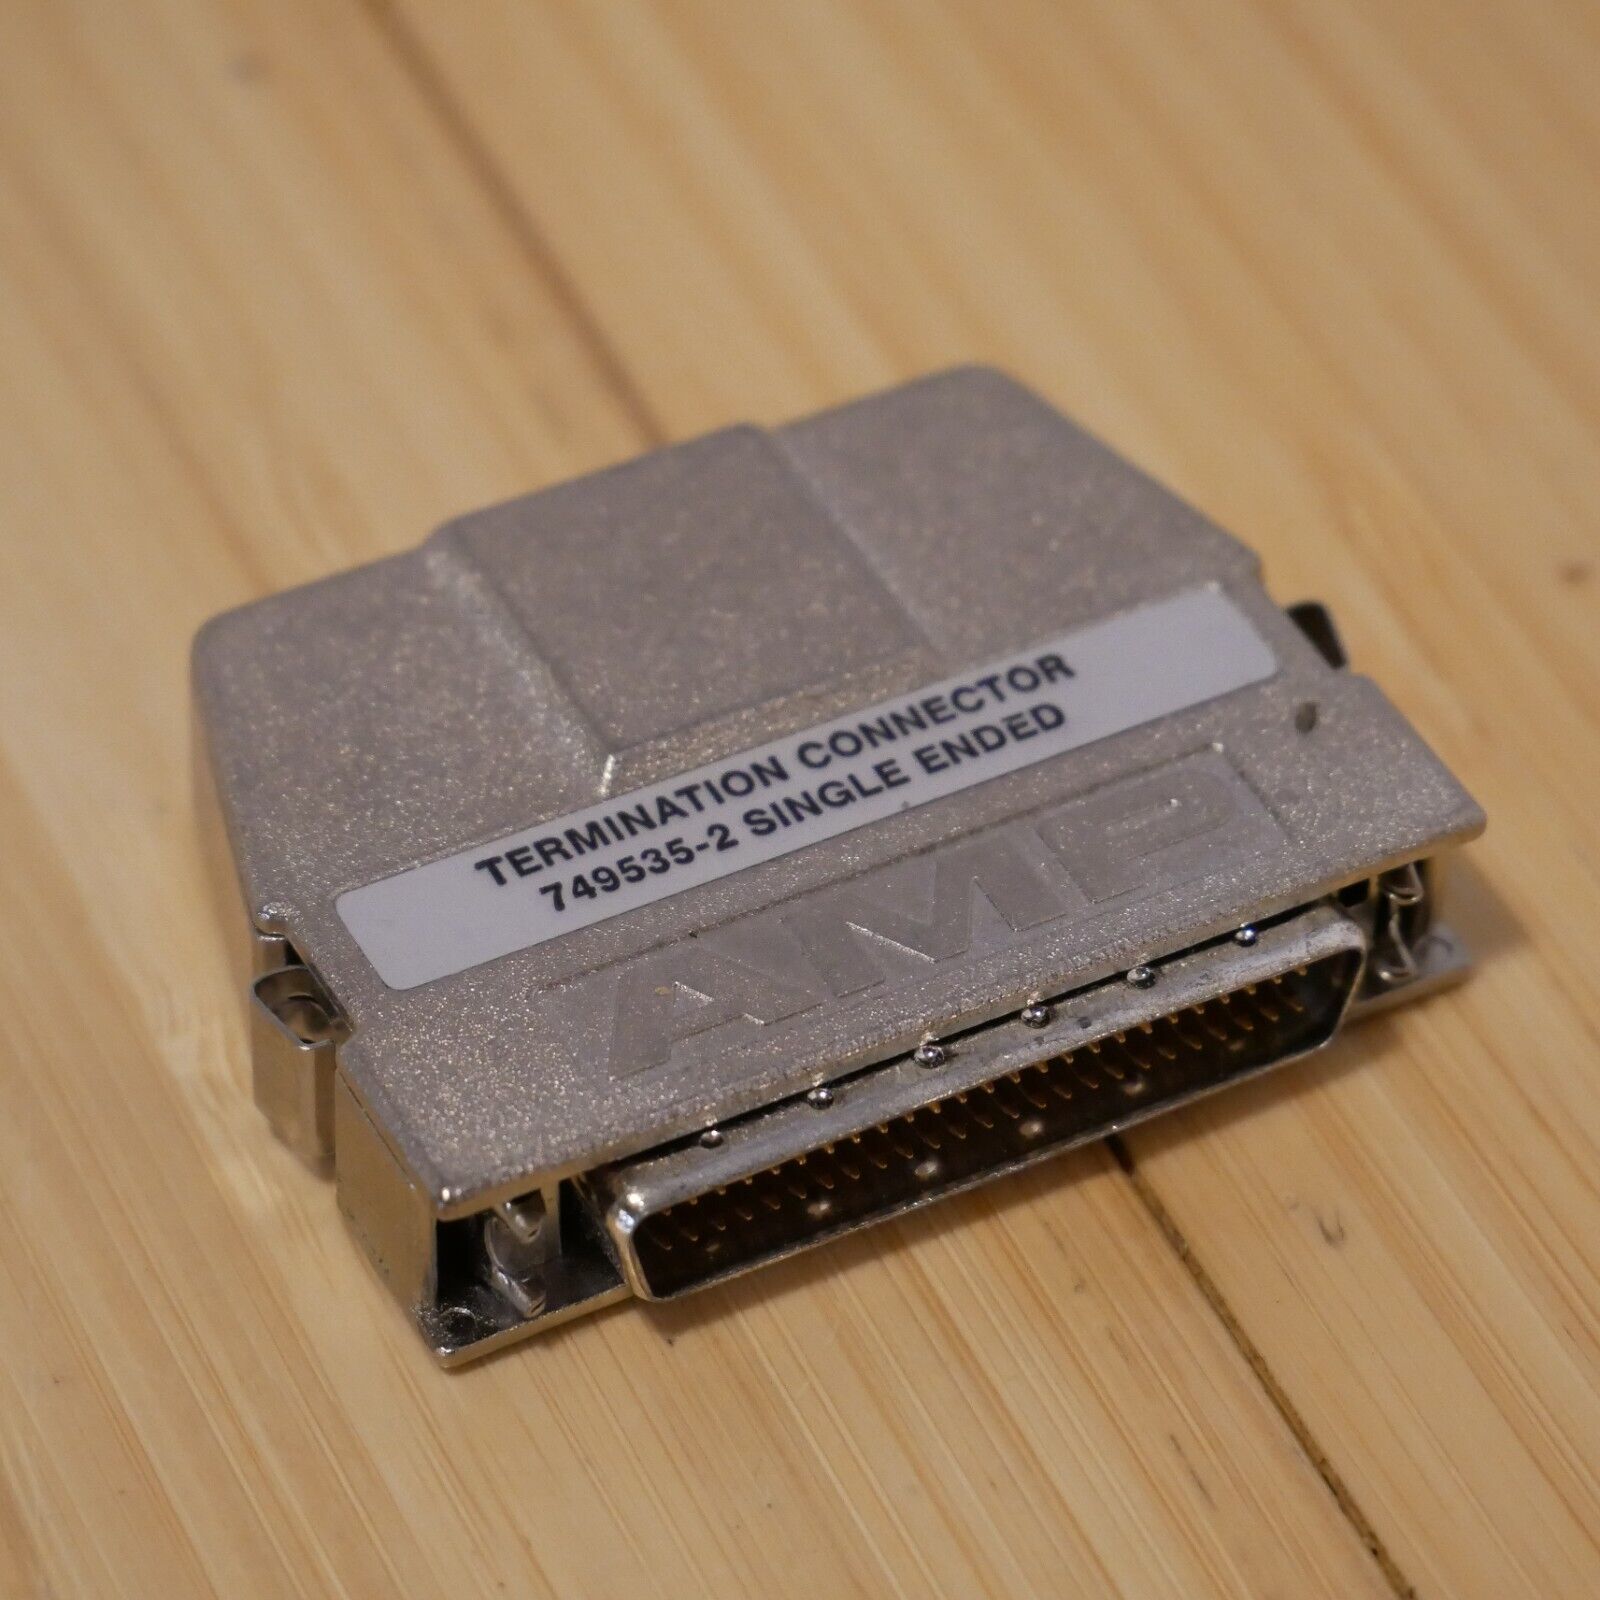 TERMINATION CONNECTOR
749535-2 SINGLE ENDED
AMP